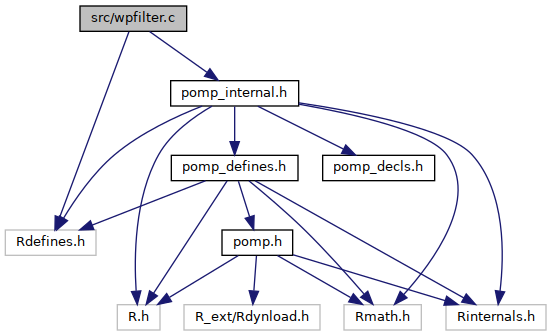 src/wpfilter.c
pomp_internal.h
pomp_defines.h
pomp_decls.h
Rdefines.h
pomp.h
R.h
R_ext/Rdynload.h
Rmath.h
Rinternals.h